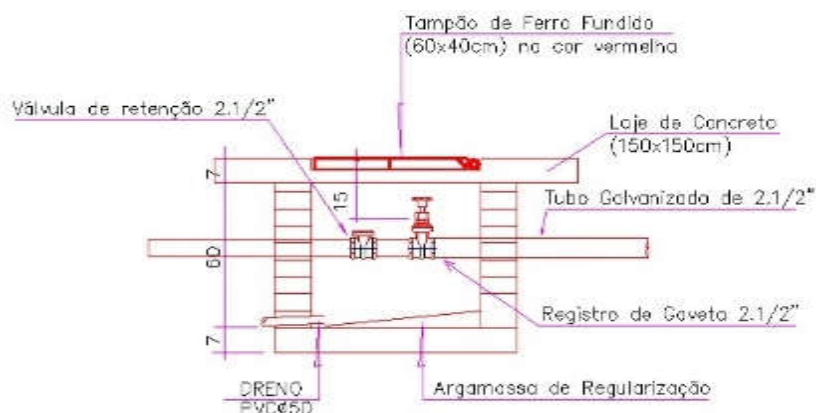 Tampão de Ferro Fundido
(60x40cm) na cor vermelha
Válvula de retenção 2.1/2"
Laje de Concreto
(150x150cm)
7
15
Tubo Galvanizado de 2.1/2"
60
Registro de Gaveta 2.1/2"
7
DRENO
PVC¢50
Argamassa de Regularização